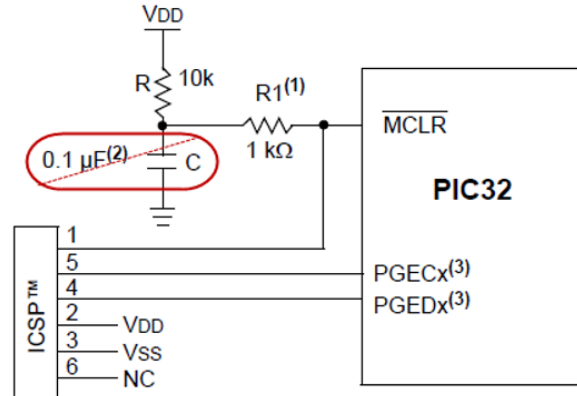 VDD
R 10k
R1(1)
1 kΩ
0.1 µF(2)
C
MCLR
PIC32
ICSP™
1
5
4
2 VDD
3 VSS
6 NC
PGECx(3)
PGEDx(3)